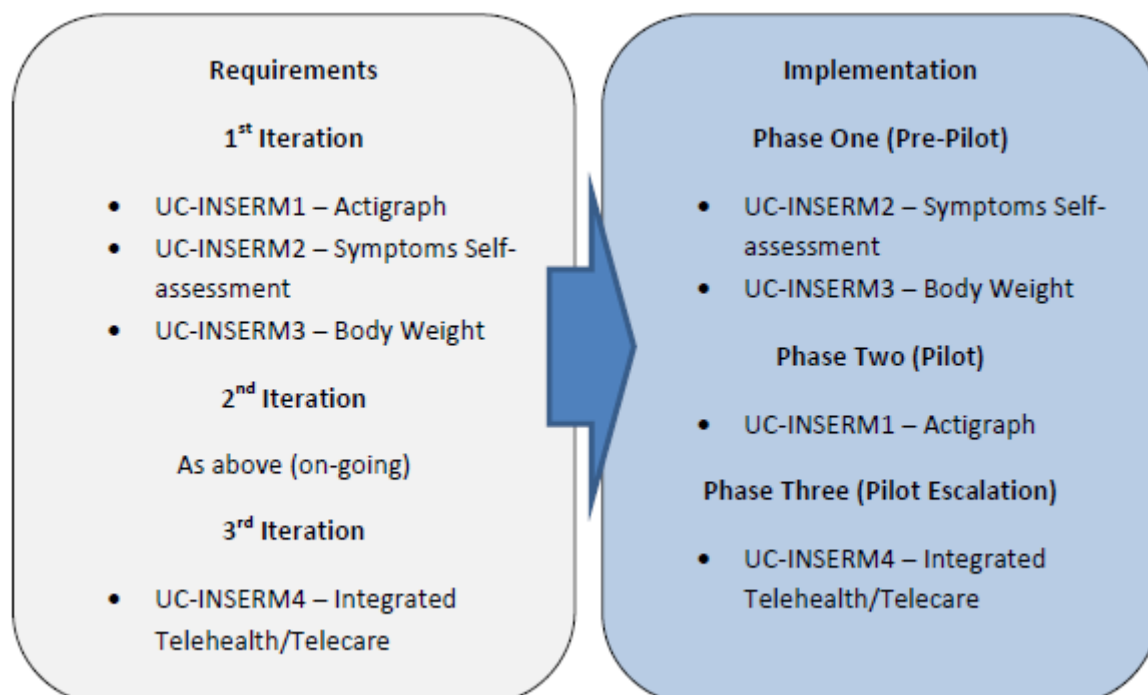 Requirements
1st Iteration
• UC-INSERM1 – Actigraph
• UC-INSERM2 – Symptoms Self-
assessment
• UC-INSERM3 – Body Weight
2nd Iteration
As above (on-going)
3rd Iteration
• UC-INSERM4 – Integrated
Telehealth/Telecare
Implementation
Phase One (Pre-Pilot)
• UC-INSERM2 – Symptoms Self-
assessment
• UC-INSERM3 – Body Weight
Phase Two (Pilot)
• UC-INSERM1 – Actigraph
Phase Three (Pilot Escalation)
• UC-INSERM4 – Integrated
Telehealth/Telecare